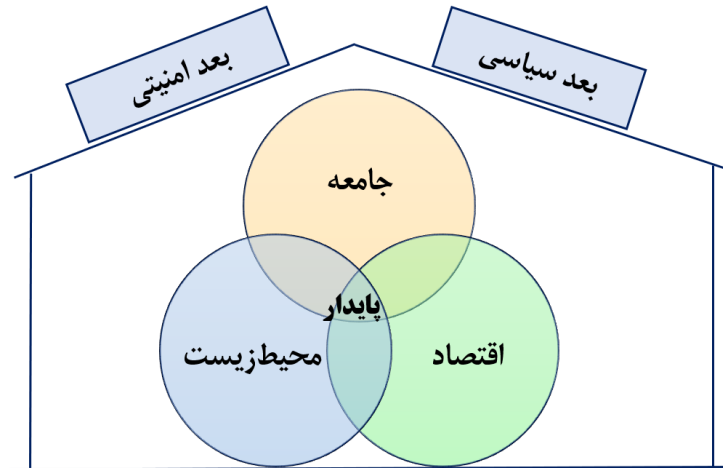 بعد سیاسی
بعد امنیتی
جامعه
پایدار
اقتصاد
محیط‌زیست